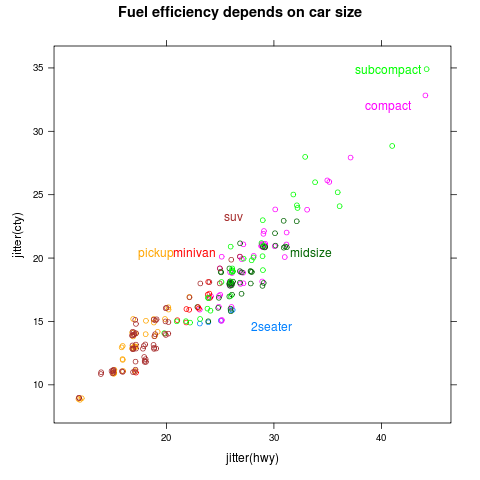 Fuel efficiency depends on car size
35
subcompact
compact
30
25
suv
pickup minivan
midsize
20
15
2seater
10
jitter(cty)
20 30 40
jitter(hwy)